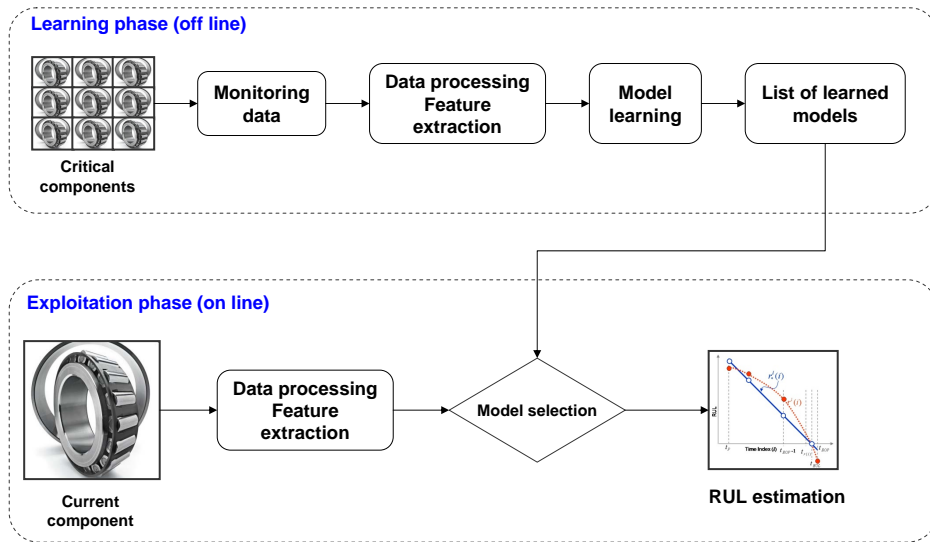 Learning phase (off line)
Monitoring
data
Data processing
Feature
extraction
Model
learning
List of learned
models
Critical
components
Exploitation phase (on line)
Data processing
Feature
extraction
Model selection
RUL
Time Index (i)
RUL estimation
Current
component